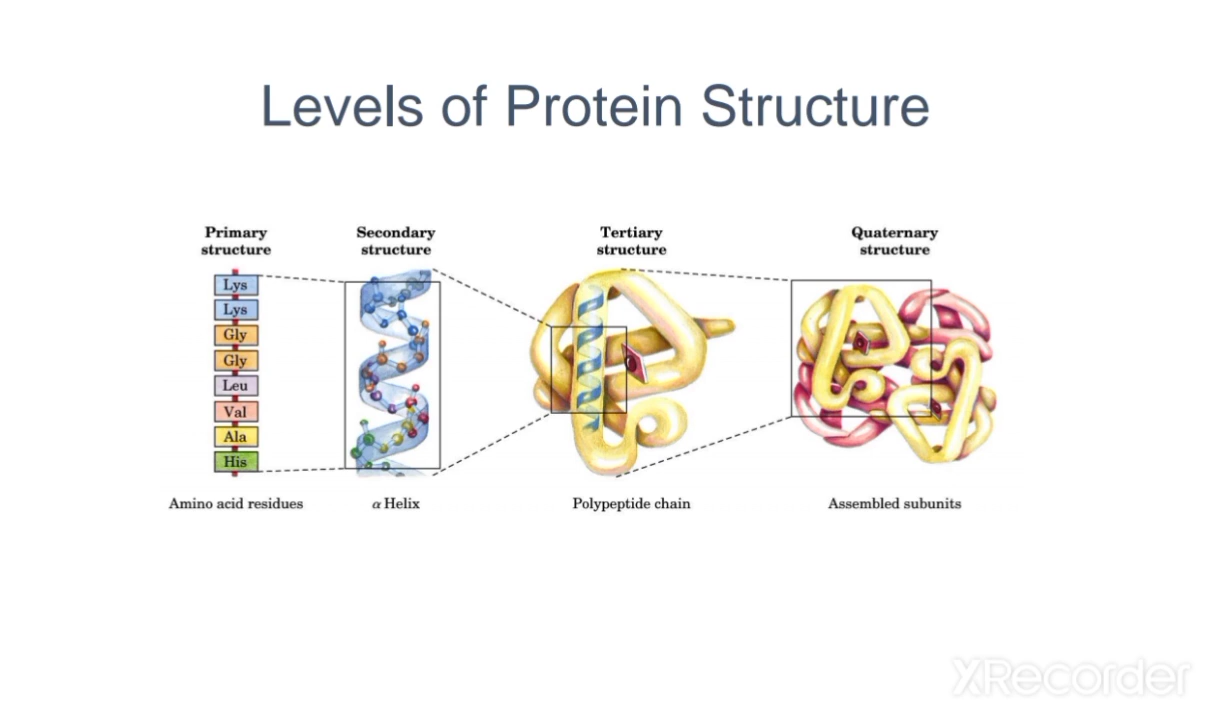 Levels of Protein Structure
Primary
structure
Secondary
structure
Tertiary
structure
Quaternary
structure
Lys
Lys
Gly
Gly
Leu
Val
Ala
His
Amino acid residues
α Helix
Polypeptide chain
Assembled subunits
XRecorder